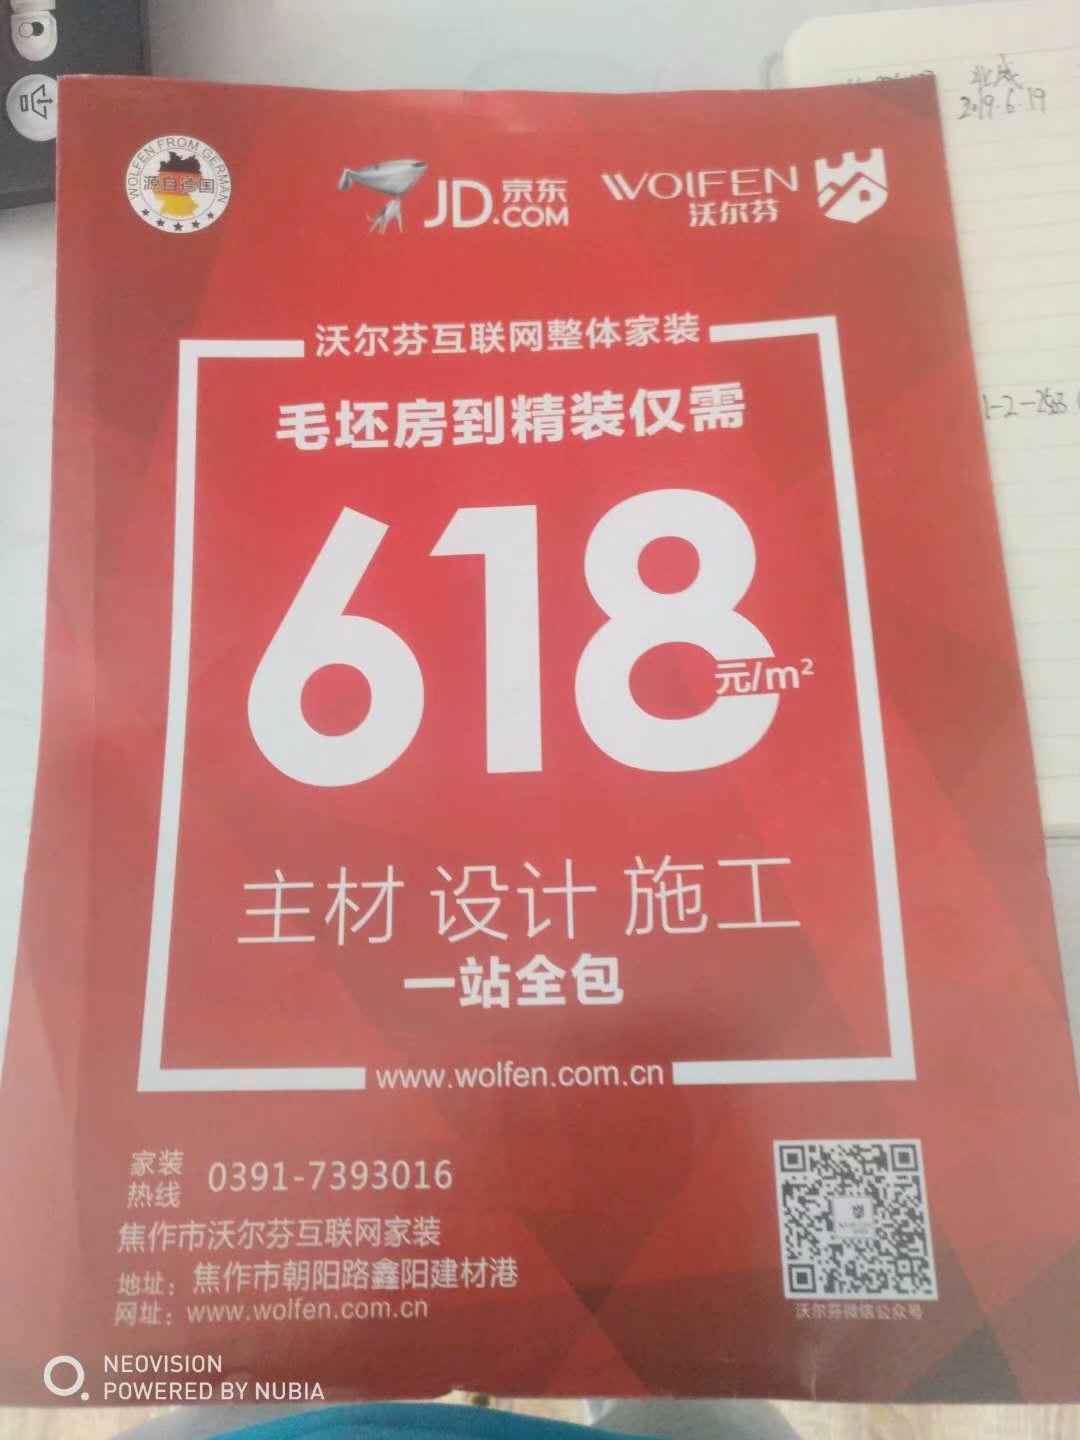 WOLFEN FROM GERMAN
源自德国
JD.京东
.COM
WOLFEN
沃尔芬
北城
2019.6.19
沃尔芬互联网整体家装
毛坯房到精装仅需
618
元/m²
主材 设计 施工
一站全包
www.wolfen.com.cn
家装
热线
0391-7393016
焦作市沃尔芬互联网家装
地址：焦作市朝阳路鑫阳建材港
网址：www.wolfen.com.cn
沃尔芬微信公众号
NEOVISION
POWERED BY NUBIA